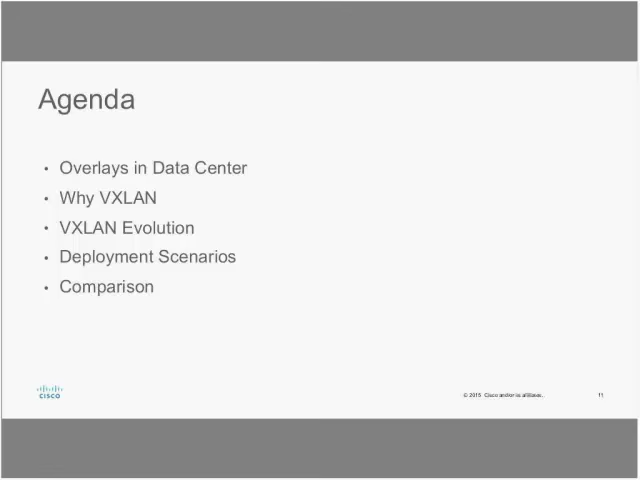 Agenda
• Overlays in Data Center
• Why VXLAN
• VXLAN Evolution
• Deployment Scenarios
• Comparison
CISCO
© 2015 Cisco and/or its affiliates. 11